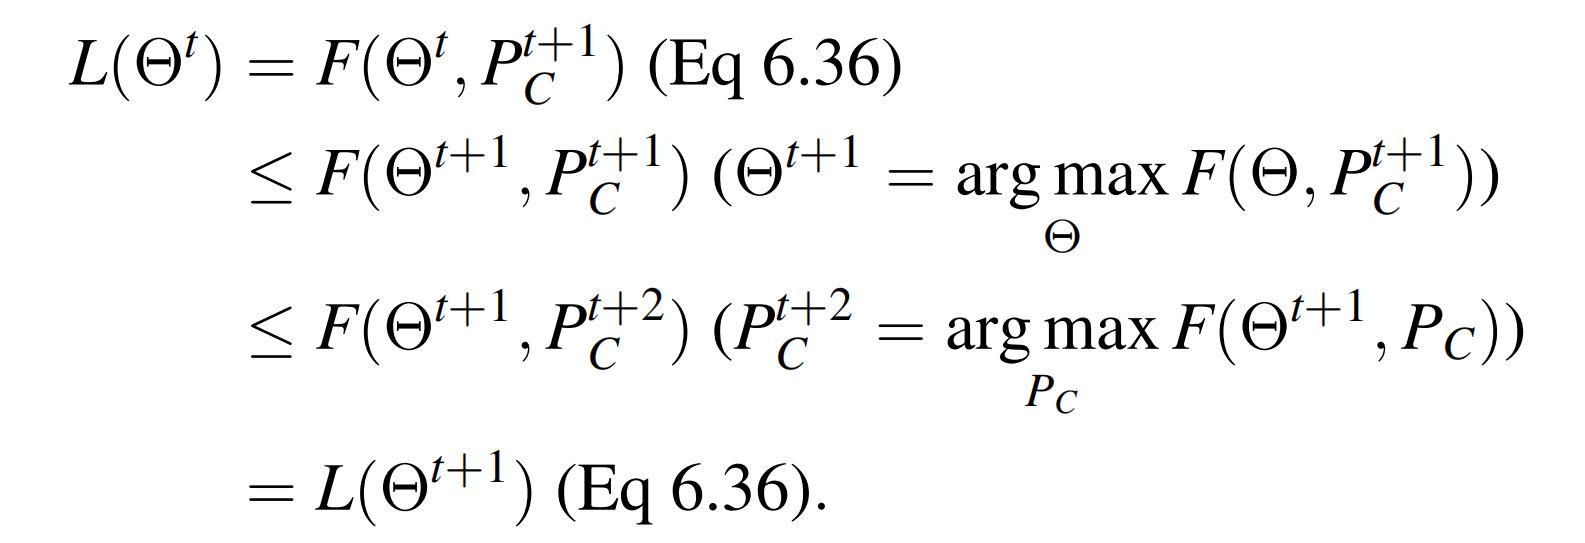 L(Θ^t) = F(Θ^t, P_C^{t+1}) (Eq 6.36)
≤ F(Θ^{t+1}, P_C^{t+1}) (Θ^{t+1} = arg max_Θ F(Θ, P_C^{t+1}))
≤ F(Θ^{t+1}, P_C^{t+2}) (P_C^{t+2} = arg max_{P_C} F(Θ^{t+1}, P_C))
= L(Θ^{t+1}) (Eq 6.36).